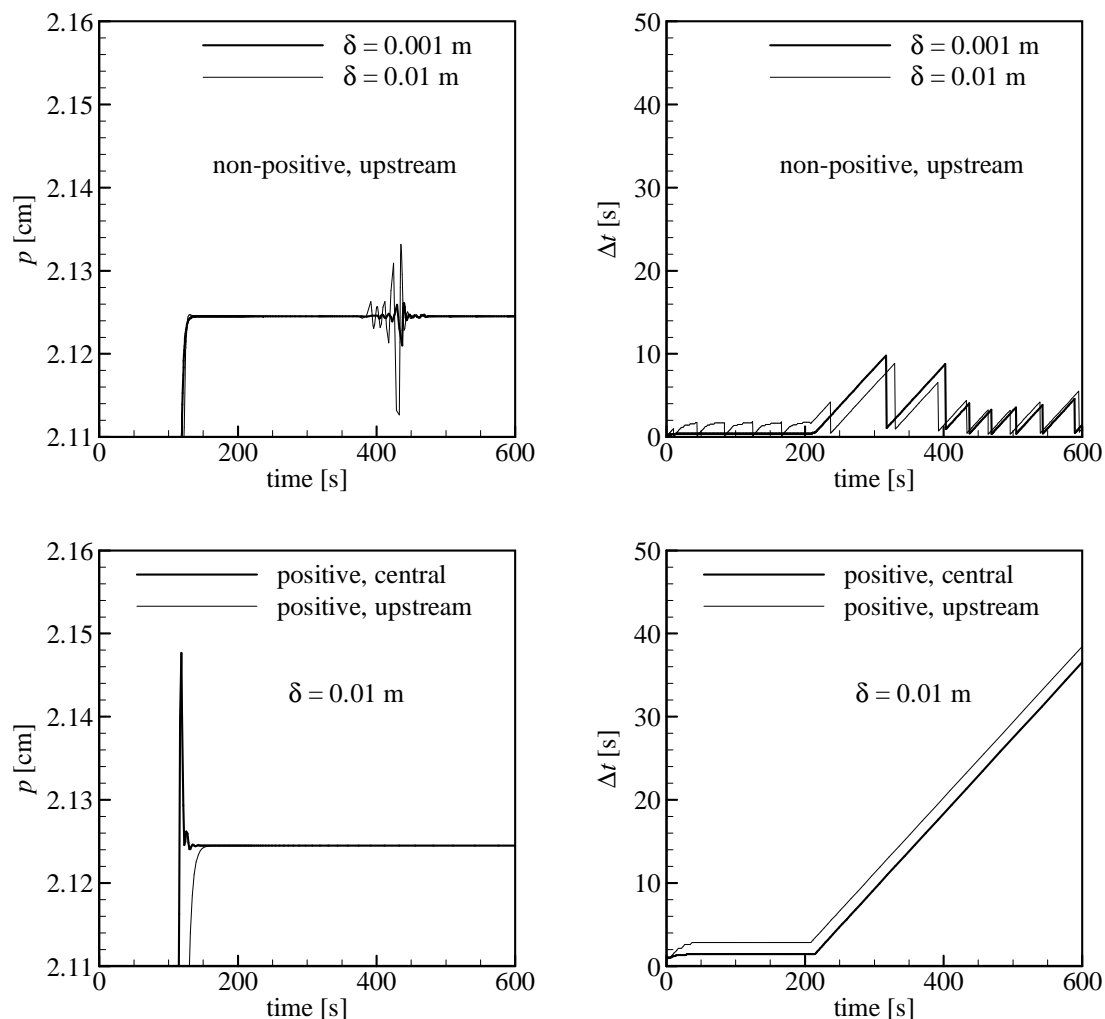 2.16
δ = 0.001 m
δ = 0.01 m
2.15
non-positive, upstream
2.14
p [cm]
2.13
2.12
2.11
0
200
400
600
time [s]
50
δ = 0.001 m
δ = 0.01 m
40
non-positive, upstream
30
Δt [s]
20
10
0
0
200
400
600
time [s]
2.16
positive, central
positive, upstream
2.15
δ = 0.01 m
2.14
p [cm]
2.13
2.12
2.11
0
200
400
600
time [s]
50
positive, central
positive, upstream
40
δ = 0.01 m
30
Δt [s]
20
10
0
0
200
400
600
time [s]